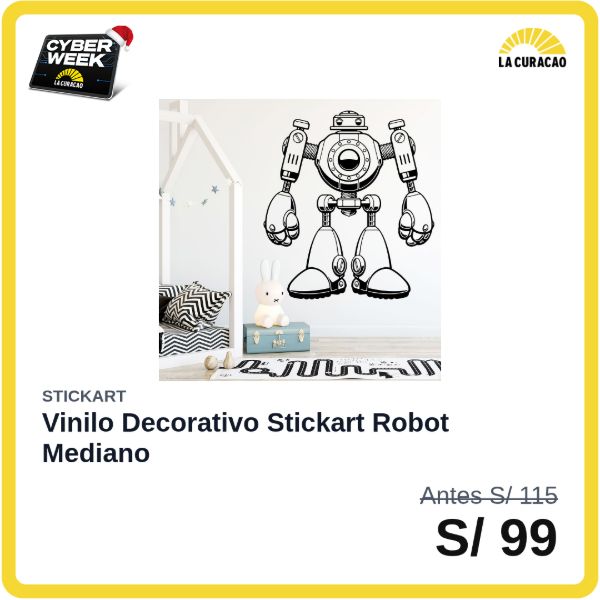 CYBER
WEEK
LA CURACAO
LA CURACAO
STICKART
Vinilo Decorativo Stickart Robot
Mediano
Antes S/ 115
S/ 99